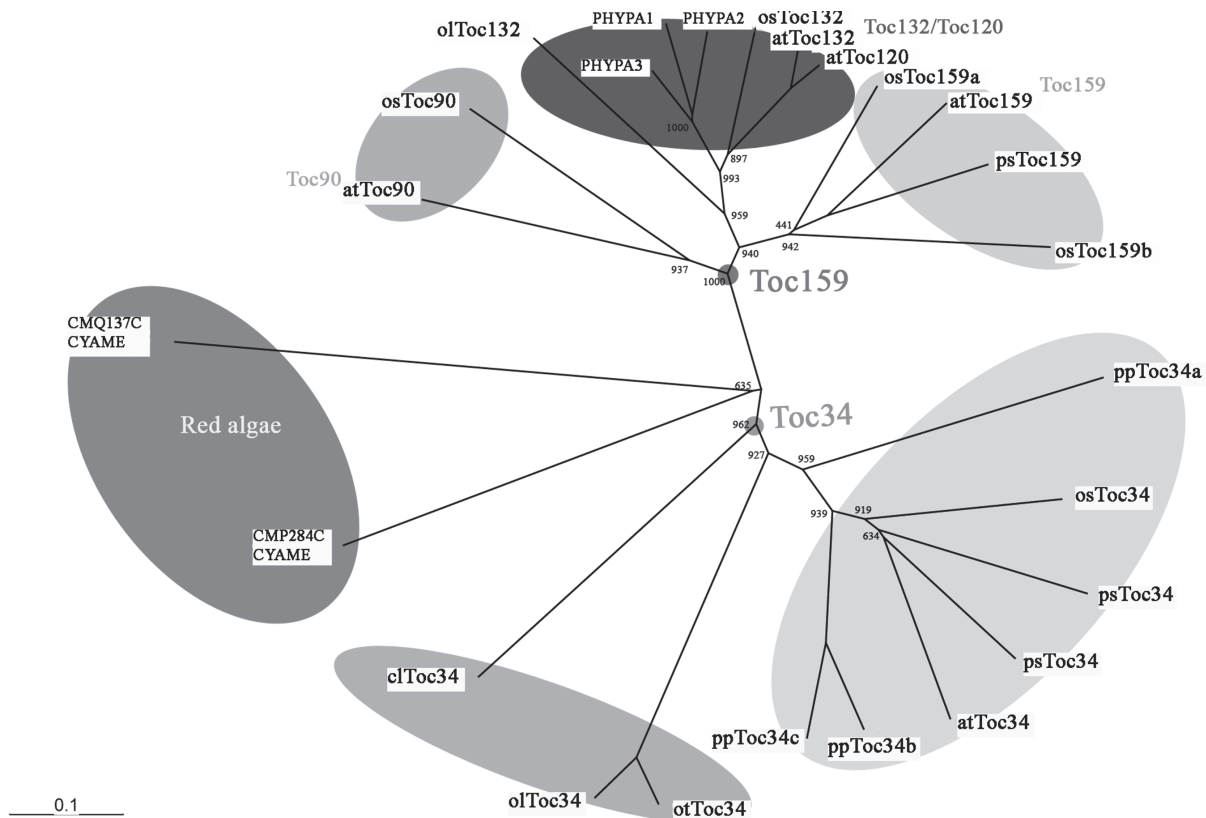 PHYPA1
PHYPA2
osToc132
Toc132/Toc120
olToc132
atToc132
atToc120
PHYPA3
osToc159a
Toc159
osToc90
atToc159
1000
897
psToc159
993
Toc90
atToc90
959
441
942
940
osToc159b
937
1000
Toc159
CMQ137C
CYAME
635
ppToc34a
Red algae
962
Toc34
927
959
osToc34
939
919
634
CMP284C
CYAME
psToc34
psToc34
clToc34
atToc34
ppToc34c
ppToc34b
olToc34
otToc34
0.1